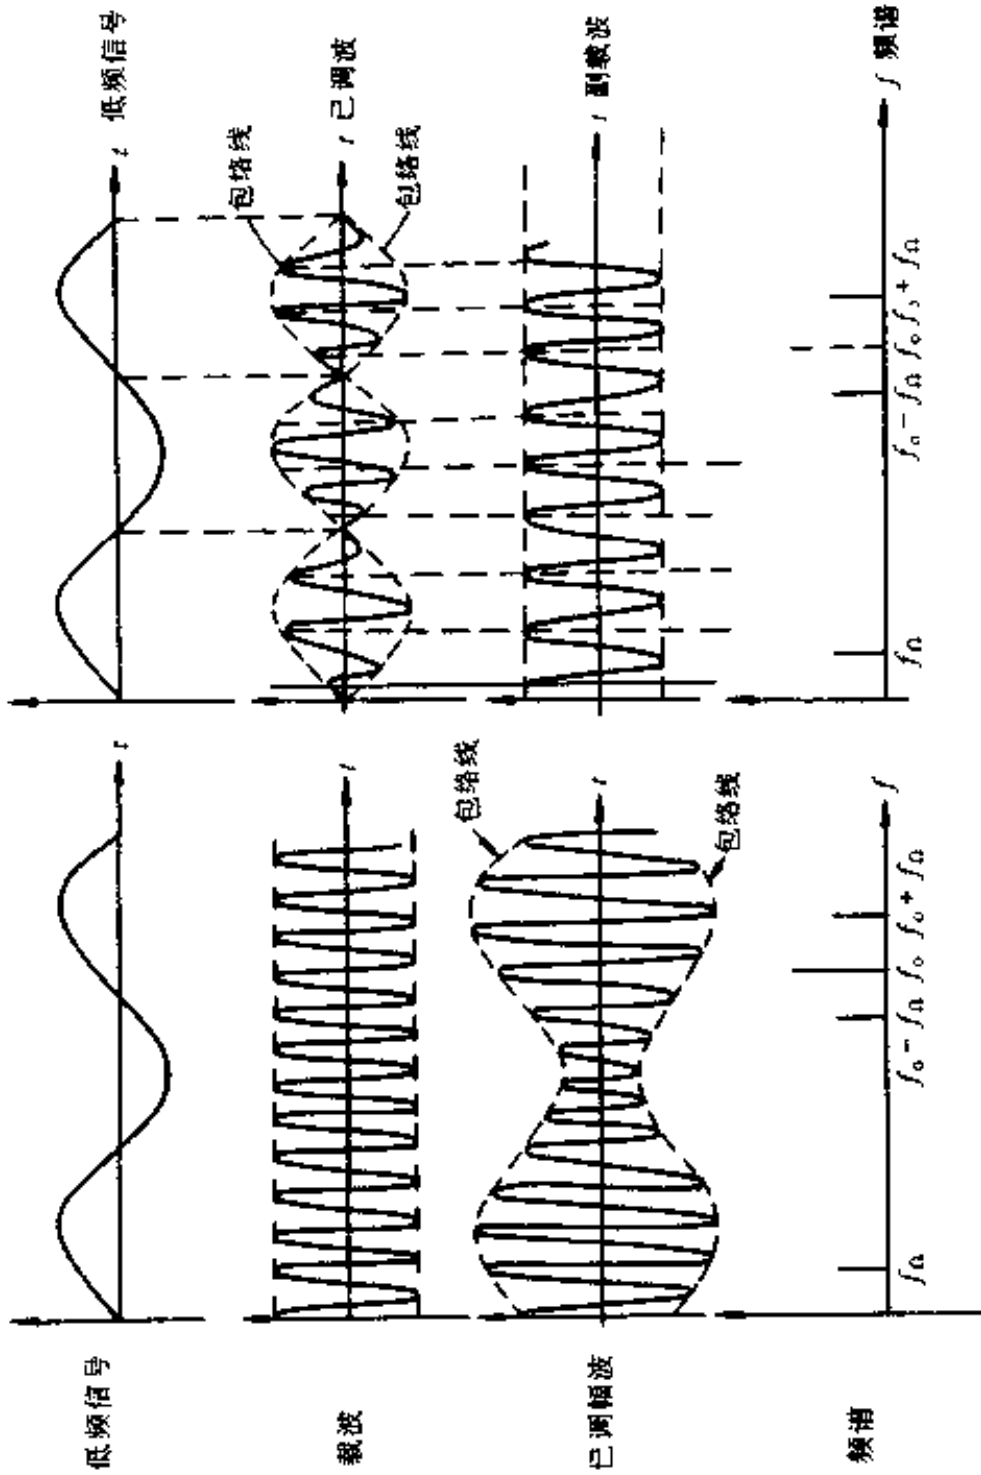 低频信号
t
载波
t
已调幅波
包络线
t
包络线
频谱
f
fΩ
f₀ − fΩ
f₀
f₀ + fΩ
t
低频信号
包络线
t
已调波
包络线
t
副载波
f
频谱
fΩ
f₀ − fΩ
f₀
+ fΩ